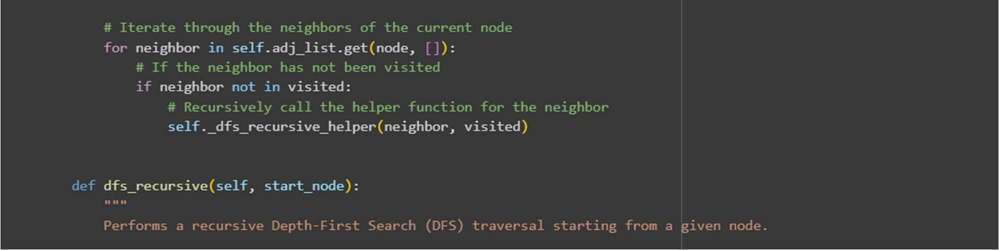 # Iterate through the neighbors of the current node
for neighbor in self.adj_list.get(node, []):
# If the neighbor has not been visited
if neighbor not in visited:
# Recursively call the helper function for the neighbor
self._dfs_recursive_helper(neighbor, visited)
def dfs_recursive(self, start_node):
"""
Performs a recursive Depth-First Search (DFS) traversal starting from a given node.